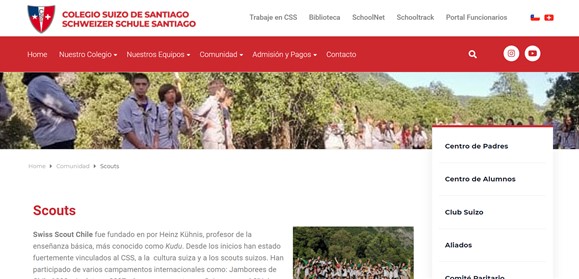 COLEGIO SUIZO DE SANTIAGO
SCHWEIZER SCHULE SANTIAGO
Trabaje en CSS Biblioteca SchoolNet Schooltrack Portal Funcionarios
Home Nuestro Colegio Nuestros Equipos Comunidad Admisión y Pagos Contacto
Home Comunidad Scouts
Centro de Padres
Centro de Alumnos
Club Suizo
Aliados
Comité Paritario
Scouts
Swiss Scout Chile fue fundado en por Heinz Kühnis, profesor de la
enseñanza básica, más conocido como Kudu. Desde los inicios han estado
fuertemente vinculados al CSS, a la cultura suiza y a los scouts suizos. Han
participado de varios campamentos internacionales como: Jamborees de